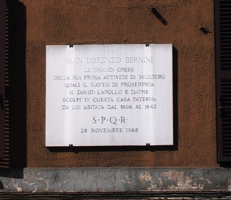 GIAN LORENZO BERNINI
LE GRANDI OPERE
DELLA SUA PRIMA ATTIVITÀ DI SCULTORE
QUALI IL RATTO DI PROSERPINA
IL DAVID L'APOLLO E DAFNE
SCOLPÌ IN QUESTA CASA PATERNA
DA LUI ABITATA DAL 1606 AL 1642
S·P·Q·R
28 NOVEMBRE 1968